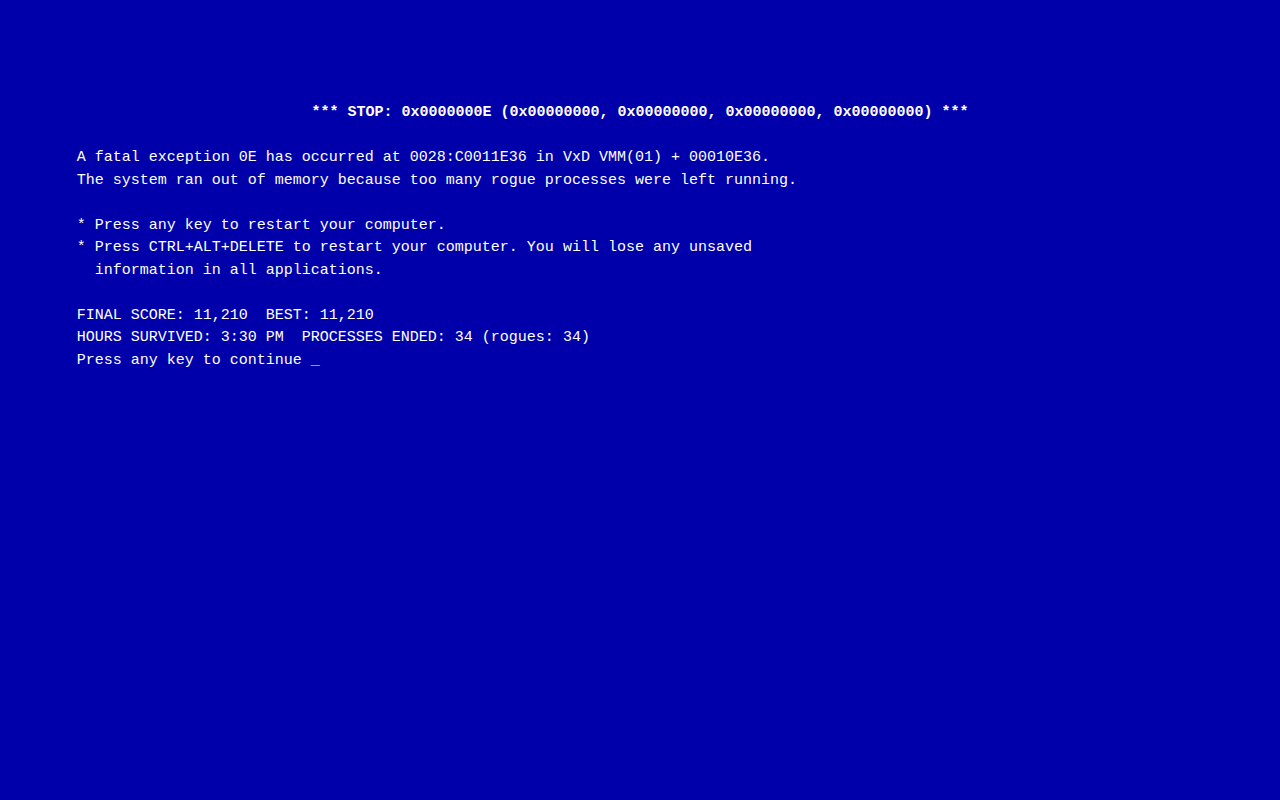 *** STOP: 0x0000000E (0x00000000, 0x00000000, 0x00000000, 0x00000000) ***
A fatal exception 0E has occurred at 0028:C0011E36 in VxD VMM(01) + 00010E36.
The system ran out of memory because too many rogue processes were left running.
* Press any key to restart your computer.
* Press CTRL+ALT+DELETE to restart your computer. You will lose any unsaved
information in all applications.
FINAL SCORE: 11,210  BEST: 11,210
HOURS SURVIVED: 3:30 PM  PROCESSES ENDED: 34 (rogues: 34)
Press any key to continue _